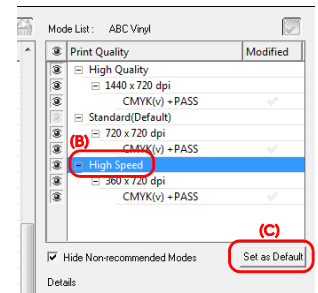 Mode List :    ABC Vinyl
Print Quality    Modified
High Quality
1440 x 720 dpi
CMYK(v) +PASS
Standard(Default)
720 x 720 dpi
(B)    CMYK(v) +PASS
High Speed
360 x 720 dpi
CMYK(v) +PASS
(C)
Hide Non-recommended Modes    Set as Default
Details